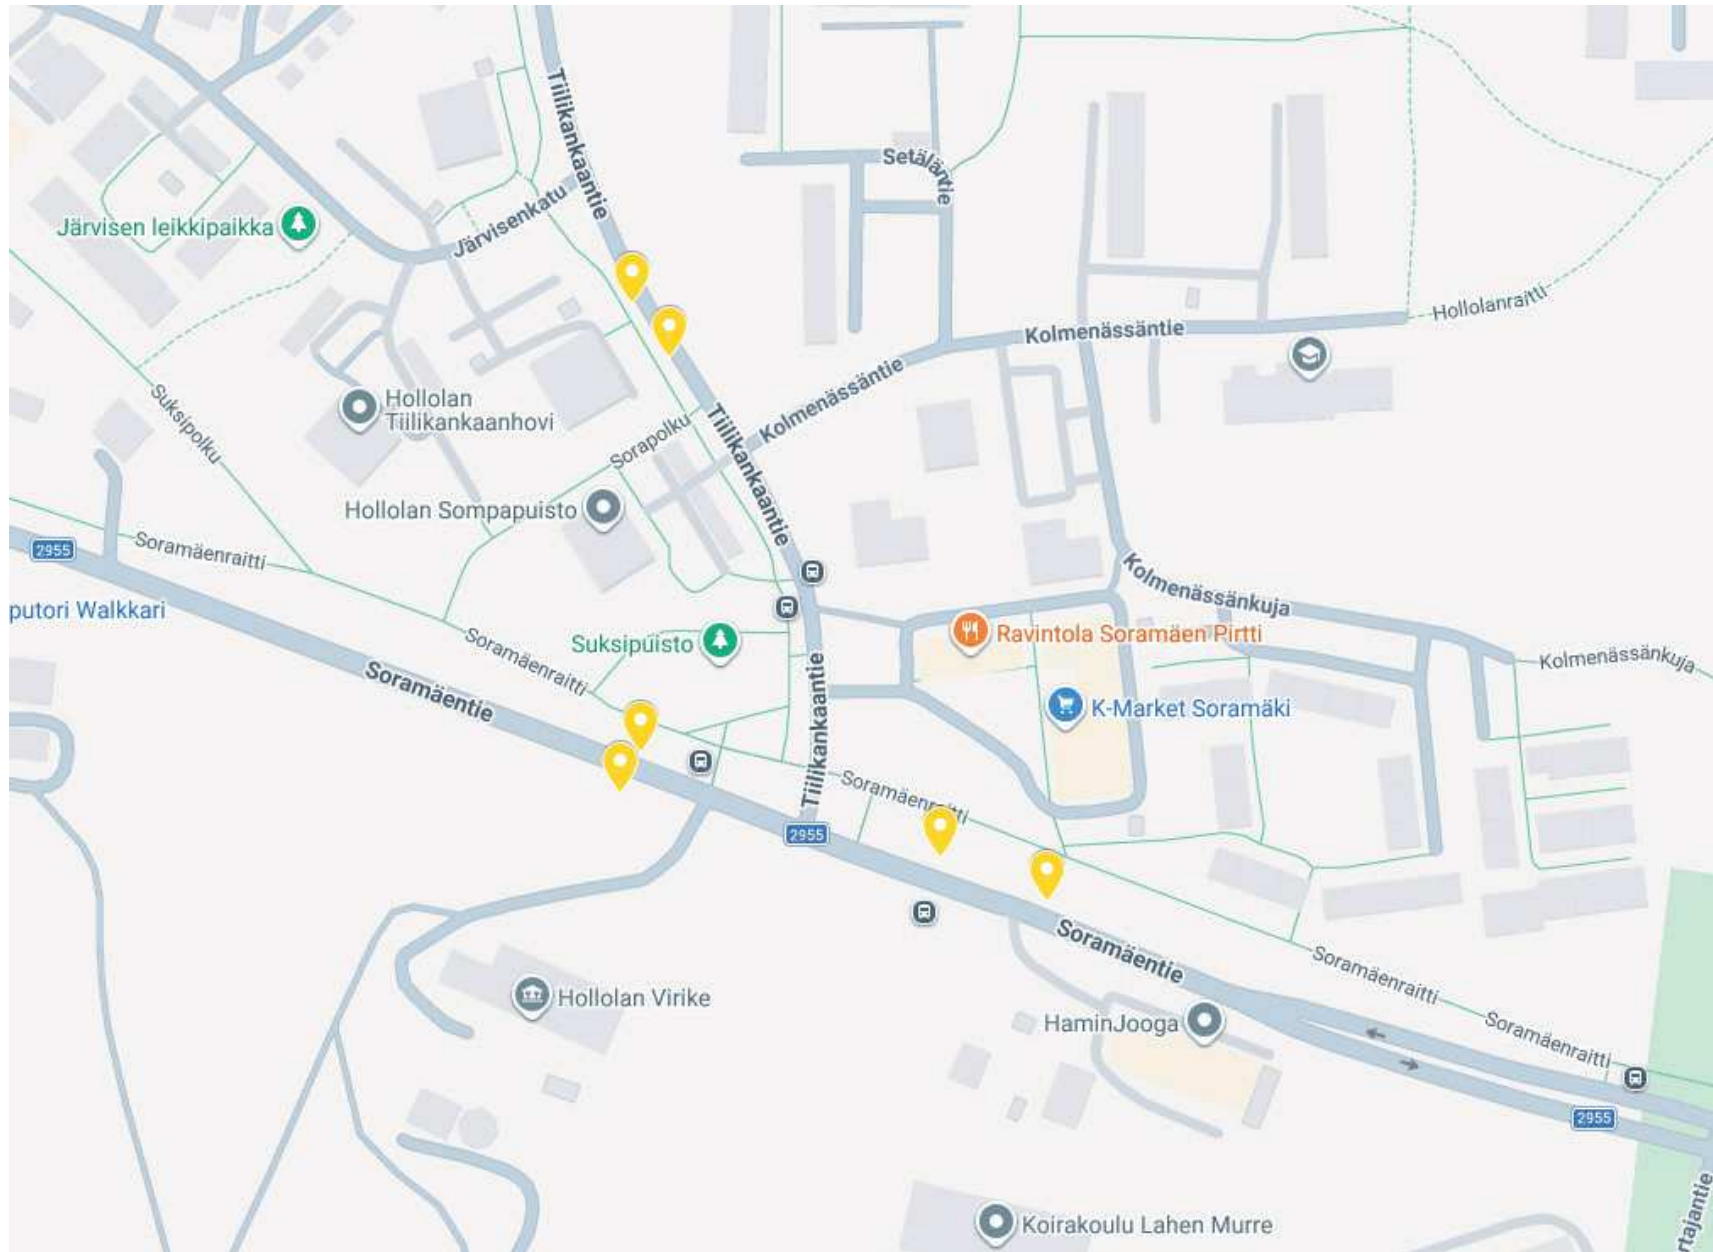 Tiilikankaantie
Setäläntie
Järvisen leikkipaikka
Järvisenkatu
Hollolanraitti
Kolmenässäntie
Kolmenässäntie
Hollolan
Tiilikankaanhovi
Suksipolku
Sorapolku
Tiilikankaantie
Hollolan Sompapuisto
2955
Soramäenraitti
Kolmenässänkuja
putori Walkkari
Soramäenraitti
Suksipuisto
Ravintola Soramäen Pirtti
Kolmenässänkuja
Soramäentie
Tiilikankaantie
K-Market Soramäki
Soramäenraitti
2955
Soramäentie
Soramäenraitti
Hollolan Virike
HaminJooga
Soramäenraitti
2955
rtajantie
Koirakoulu Lahen Murre